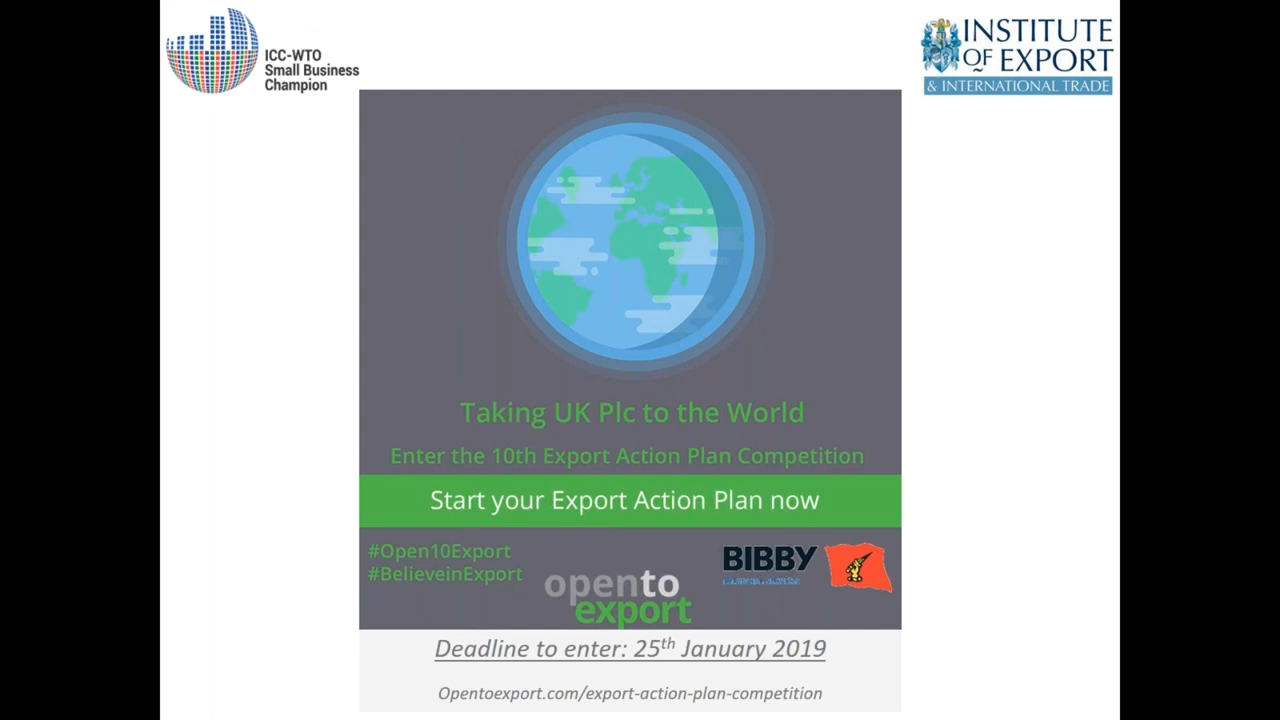 ICC-WTO
Small Business
Champion
INSTITUTE
OF EXPORT
& INTERNATIONAL TRADE
Taking UK Plc to the World
Enter the 10th Export Action Plan Competition
Start your Export Action Plan now
#Open10Export
#BelieveinExport
opento
export
BIBBY
Deadline to enter: 25th January 2019
Opentoexport.com/export-action-plan-competition